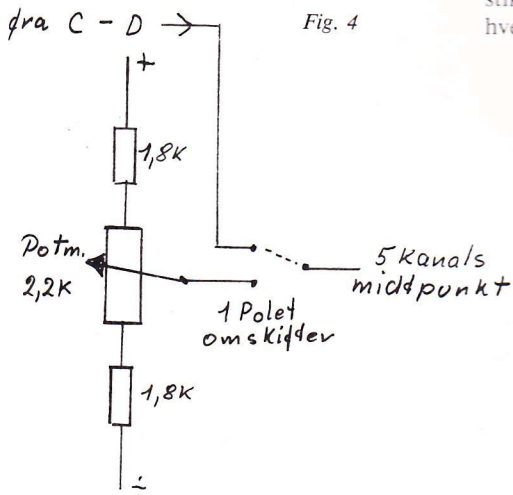 fra C - D
Fig. 4
+
1,8K
Potm.
2,2K
5 kanals
middpunkt
1 Polet
omskifter
1,8K
÷